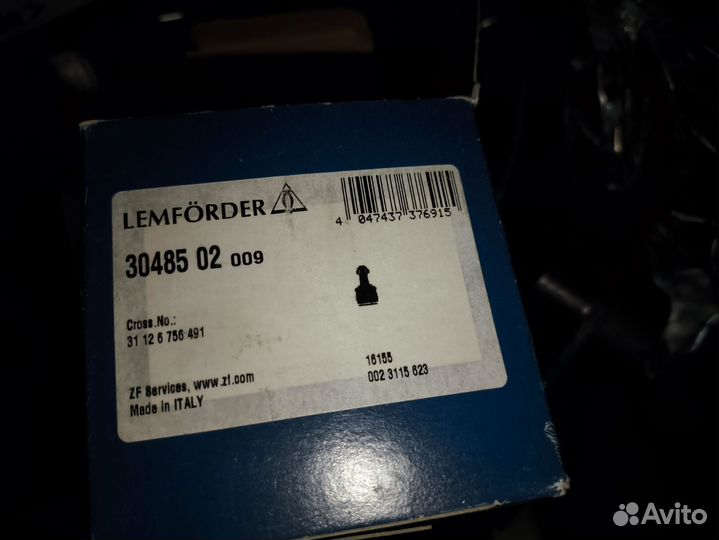 LEMFÖRDER
4 047437 376915
30485 02 009
Cross.No.:
31 12 6 756 491
16155
002 3115 623
ZF Services, www.zf.com
Made in ITALY
Avito